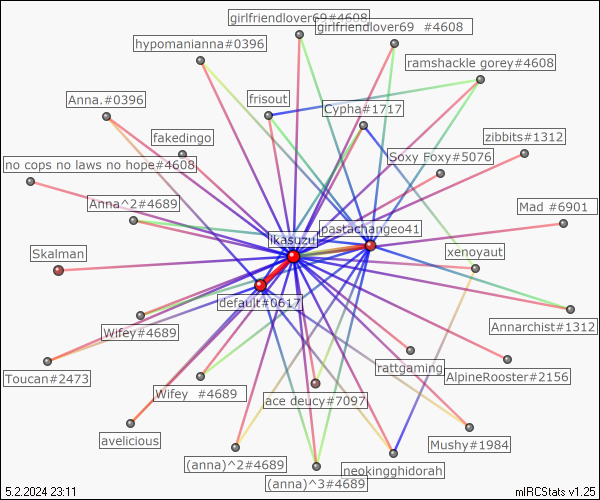 girlfriendlover69#4608
girlfriendlover69  #4608
hypomanianna#0396
ramshackle gorey#4608
frisout
Anna.#0396
Cypha#1717
fakedingo
zibbits#1312
Soxy Foxy#5076
no cops no laws no hope#4608
Anna^2#4689
Mad #6901
pastachangeo41
ikasuzu
xenoyaut
Skalman
default#0617
Annarchist#1312
Wifey#4689
rattgaming
Toucan#2473
AlpineRooster#2156
Wifey  #4689
ace deucy#7097
avelicious
Mushy#1984
(anna)^2#4689
neokingghidorah
(anna)^3#4689
5.2.2024 23:11
mIRCStats v1.25